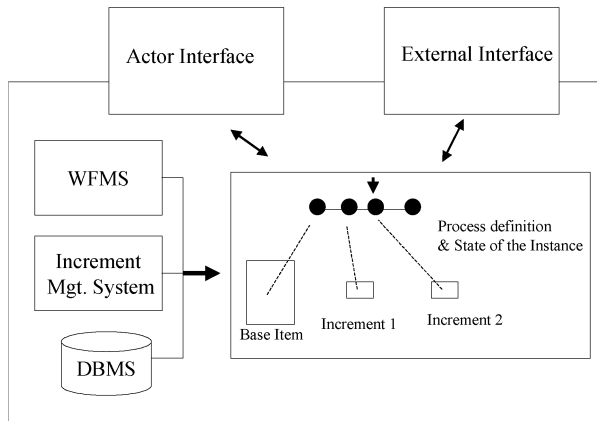 Actor Interface
External Interface
WFMS
Increment
Mgt. System
DBMS
Process definition
& State of the Instance
Base Item
Increment 1
Increment 2